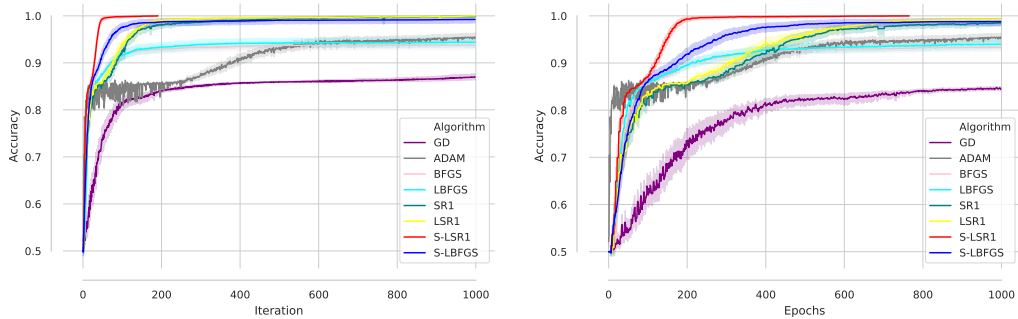 1.0
0.9
0.8
0.7
0.6
0.5
Accuracy
0 200 400 600 800 1000
Iteration
Algorithm
GD
ADAM
BFGS
LBFGS
SR1
LSR1
S-LSR1
S-LBFGS
1.0
0.9
0.8
0.7
0.6
0.5
Accuracy
0 200 400 600 800 1000
Epochs
Algorithm
GD
ADAM
BFGS
LBFGS
SR1
LSR1
S-LSR1
S-LBFGS